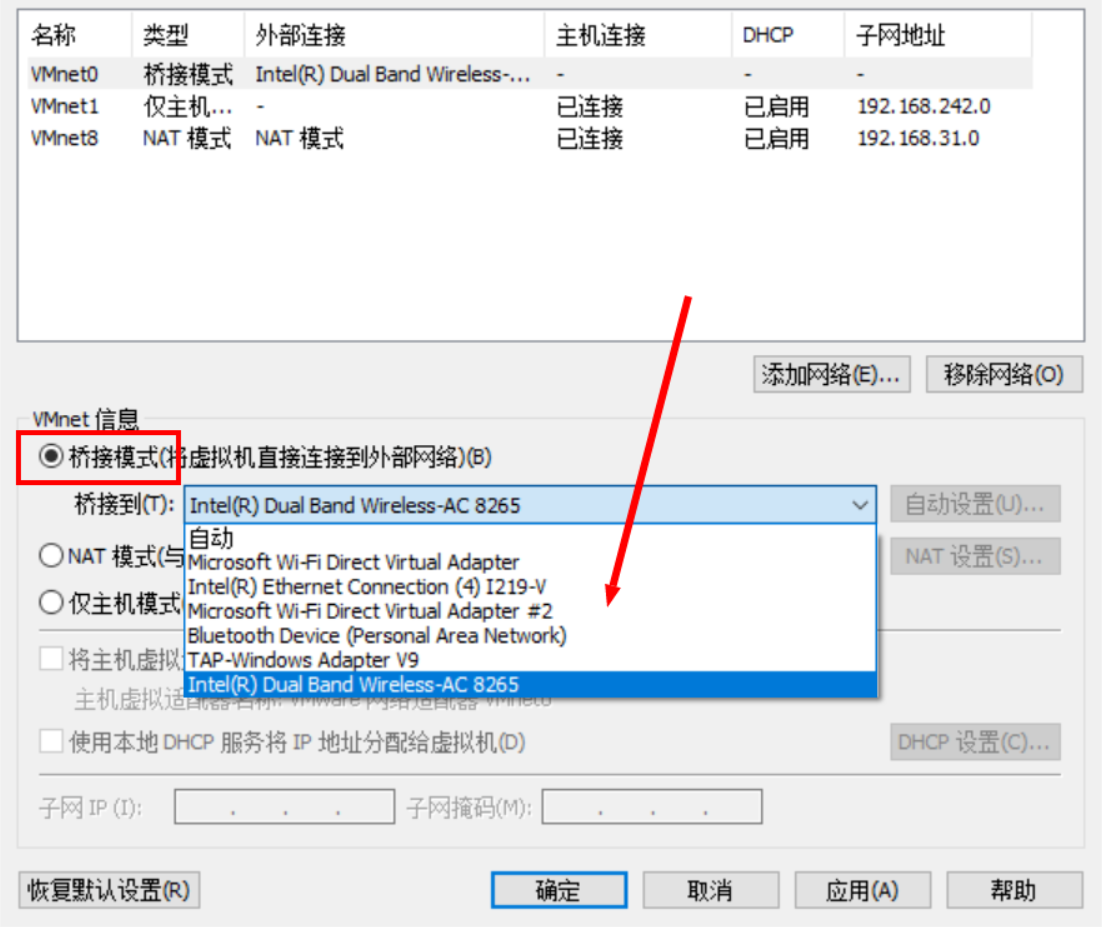 名称 类型 外部连接 主机连接 DHCP 子网地址
VMnet0 桥接模式 Intel(R) Dual Band Wireless-... - - -
VMnet1 仅主机... - 已连接 已启用 192.168.242.0
VMnet8 NAT 模式 NAT 模式 已连接 已启用 192.168.31.0
添加网络(E)... 移除网络(O)
VMnet 信息
桥接模式(将虚拟机直接连接到外部网络)(B)
桥接到(T): Intel(R) Dual Band Wireless-AC 8265 自动设置(U)...
自动
Microsoft Wi-Fi Direct Virtual Adapter
NAT 模式(与 NAT 设置(S)...
Intel(R) Ethernet Connection (4) I219-V
仅主机模式
Microsoft Wi-Fi Direct Virtual Adapter #2
Bluetooth Device (Personal Area Network)
TAP-Windows Adapter V9
将主机虚拟
Intel(R) Dual Band Wireless-AC 8265
主机虚拟适配器名称: VMware 网络适配器 VMnet0
使用本地 DHCP 服务将 IP 地址分配给虚拟机(D) DHCP 设置(C)...
子网 IP (I): . . . 子网掩码(M): . . .
恢复默认设置(R) 确定 取消 应用(A) 帮助